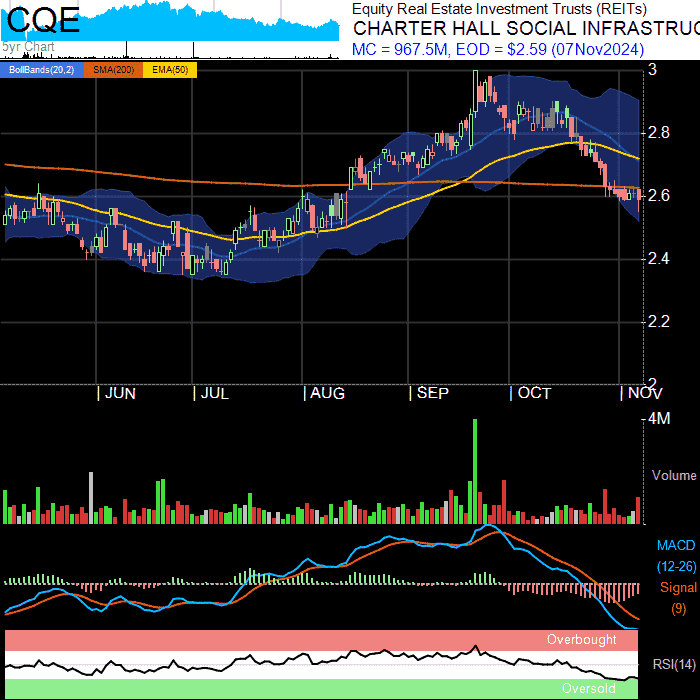 CQE
5yr Chart
Equity Real Estate Investment Trusts (REITs)
CHARTER HALL SOCIAL INFRASTRUC
MC = 967.5M, EOD = $2.59 (07Nov2024)
BollBands(20,2) SMA(200) EMA(50)
3
2.8
2.6
2.4
2.2
2
JUN JUL AUG SEP OCT NOV
4M
Volume
MACD
(12-26)
Signal
(9)
Overbought
RSI(14)
Oversold